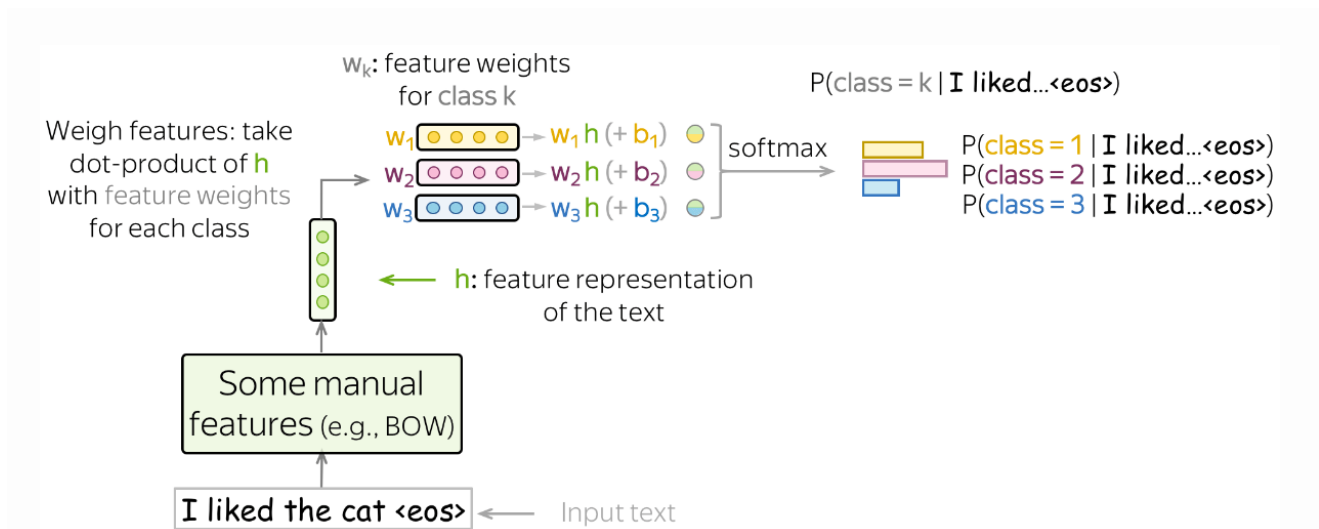 wk: feature weights
for class k
P(class = k | I liked...<eos>)
Weigh features: take
dot-product of h
with feature weights
for each class
w1 w1 h (+ b1)
w2 w2 h (+ b2)
w3 w3 h (+ b3)
softmax
P(class = 1 | I liked...<eos>)
P(class = 2 | I liked...<eos>)
P(class = 3 | I liked...<eos>)
h: feature representation
of the text
Some manual
features (e.g., BOW)
I liked the cat <eos>
Input text